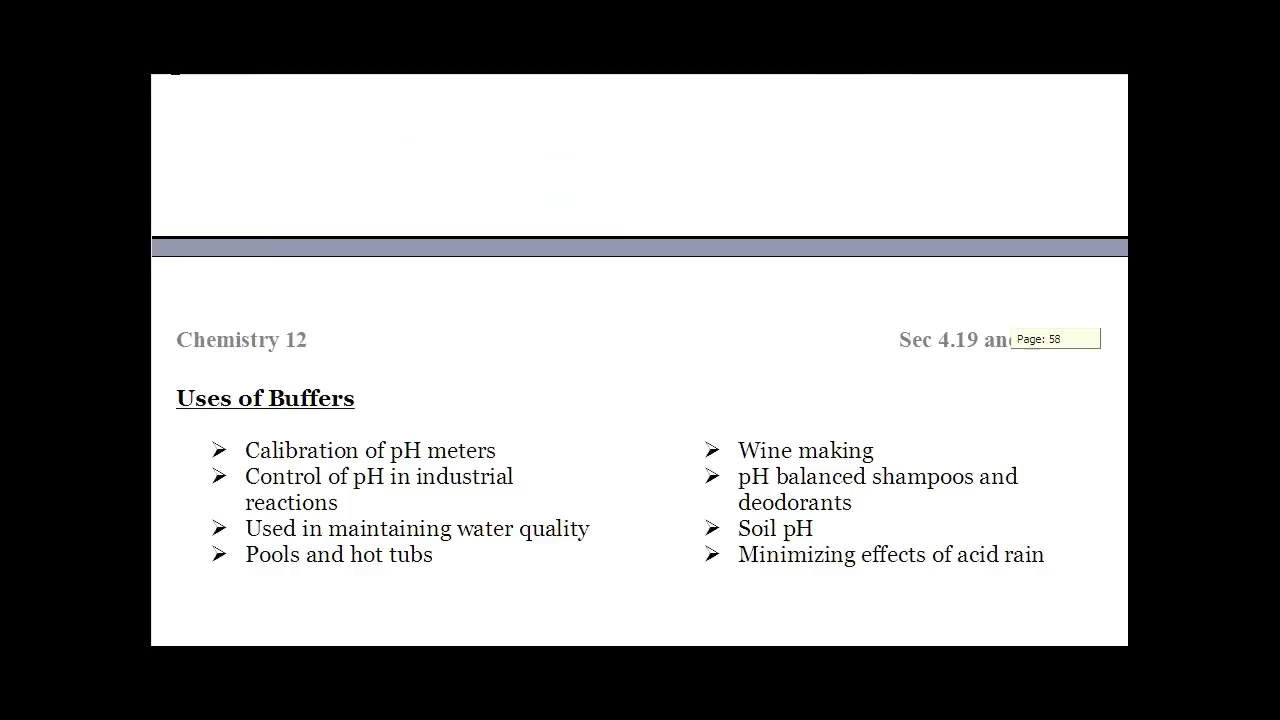 Chemistry 12
Sec 4.19
Page: 58
Uses of Buffers
Calibration of pH meters
Control of pH in industrial
reactions
Used in maintaining water quality
Pools and hot tubs
Wine making
pH balanced shampoos and
deodorants
Soil pH
Minimizing effects of acid rain